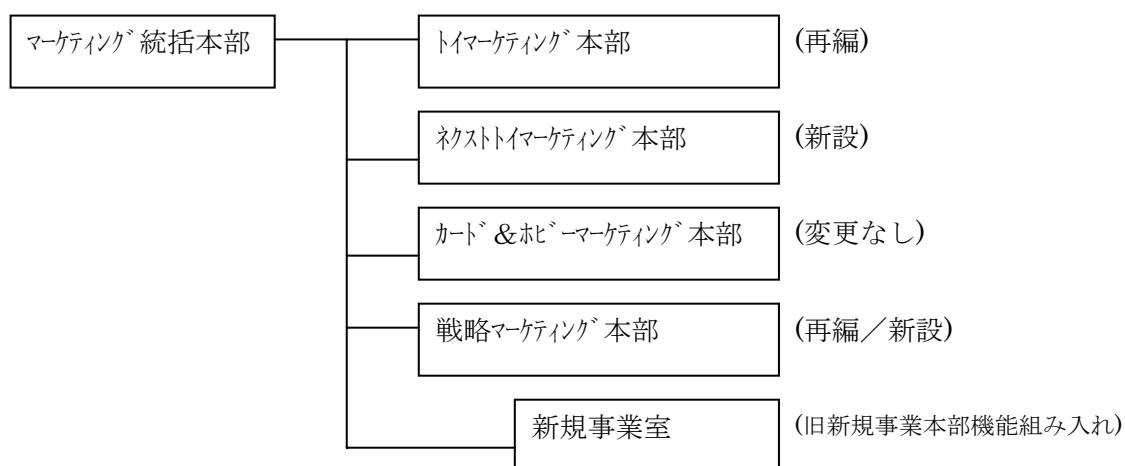 ﾏｰｹﾃｨﾝｸﾞ統括本部 ﾄｲﾏｰｹﾃｨﾝｸﾞ本部 (再編)
ﾈｸｽﾄﾄｲﾏｰｹﾃｨﾝｸﾞ本部 (新設)
ｶｰﾄﾞ＆ﾎﾋﾞｰﾏｰｹﾃｨﾝｸﾞ本部 (変更なし)
戦略ﾏｰｹﾃｨﾝｸﾞ本部 (再編／新設)
新規事業室 (旧新規事業本部機能組み入れ)